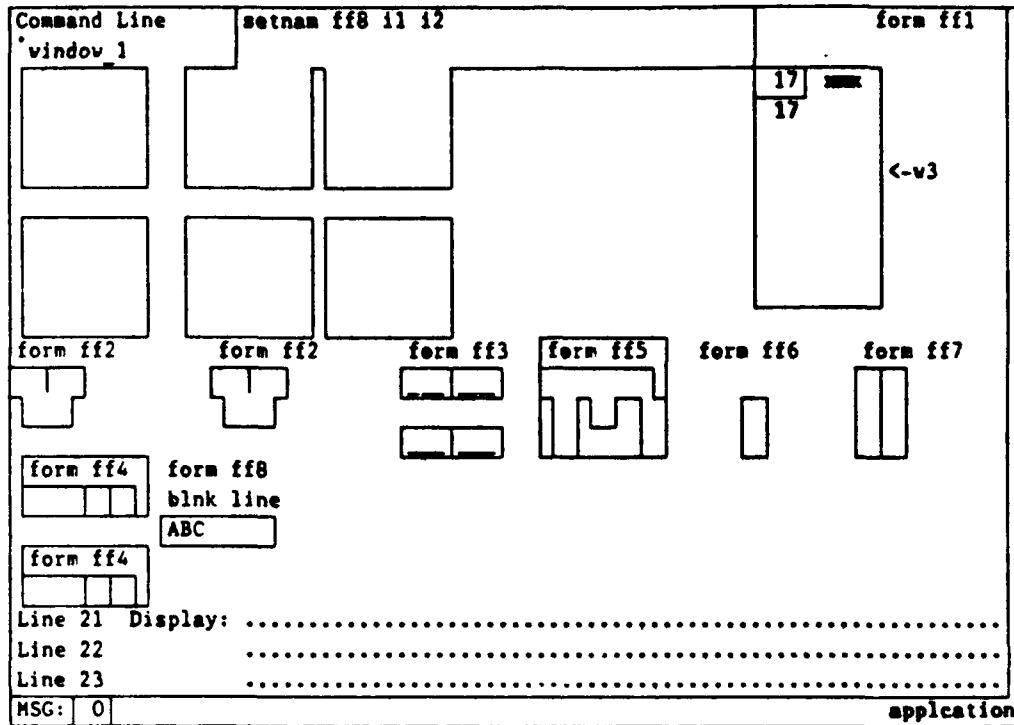 Command Line setnam ff8 i1 i2 form ff1
window_1
17
17
<-w3
form ff2 form ff2 form ff3 form ff5 form ff6 form ff7
form ff4 form ff8
blnk line
ABC
form ff4
Line 21 Display: ............................................................
Line 22 ............................................................
Line 23 ............................................................
MSG: 0 applcation